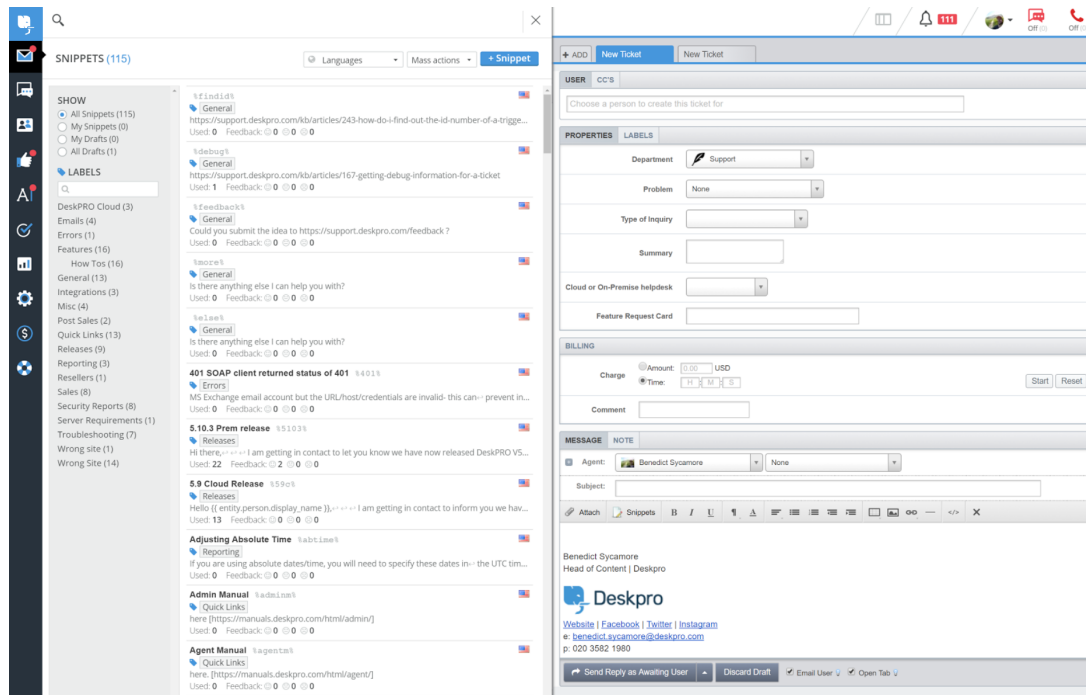 111
Off (0)
Off (0)
SNIPPETS (115)
Languages
Mass actions
+ Snippet
SHOW
All Snippets (115)
My Snippets (0)
My Drafts (0)
All Drafts (1)
LABELS
DeskPRO Cloud (3)
Emails (4)
Errors (1)
Features (16)
How Tos (16)
General (13)
Integrations (3)
Misc (4)
Post Sales (2)
Quick Links (13)
Releases (9)
Reporting (3)
Resellers (1)
Sales (8)
Security Reports (8)
Server Requirements (1)
Troubleshooting (7)
Wrong site (1)
Wrong Site (14)
%findid%
General
https://support.deskpro.com/kb/articles/243-how-do-i-find-out-the-id-number-of-a-trigge...
Used: 0 Feedback: 0 0 0
%debug%
General
https://support.deskpro.com/kb/articles/167-getting-debug-information-for-a-ticket
Used: 1 Feedback: 0 0 0
%feedback%
General
Could you submit the idea to https://support.deskpro.com/feedback ?
Used: 0 Feedback: 0 0 0
%more%
General
Is there anything else I can help you with?
Used: 0 Feedback: 0 0 0
%else%
General
Is there anything else I can help you with?
Used: 0 Feedback: 0 0 0
401 SOAP client returned status of 401 %401%
Errors
MS Exchange email account but the URL/host/credentials are invalid- this can↩ prevent in...
Used: 0 Feedback: 0 0 0
5.10.3 Prem release %5103%
Releases
Hi there,↩ ↩ ↩ I am getting in contact to let you know we have now released DeskPRO V5...
Used: 22 Feedback: 2 0 0
5.9 Cloud Release %59c%
Releases
Hello {{ entity.person.display_name }},↩ ↩ ↩ I am getting in contact to inform you we hav...
Used: 13 Feedback: 0 0 0
Adjusting Absolute Time %abtime%
Reporting
If you are using absolute dates/time, you will need to specify these dates in↩ the UTC tim...
Used: 0 Feedback: 0 0 0
Admin Manual %adminm%
Quick Links
here [https://manuals.deskpro.com/html/admin/]
Used: 0 Feedback: 0 0 0
Agent Manual %agentm%
Quick Links
here. [https://manuals.deskpro.com/html/agent/]
Used: 0 Feedback: 0 0 0
+ ADD New Ticket New Ticket
USER CC'S
Choose a person to create this ticket for
PROPERTIES LABELS
Department Support
Problem None
Type of Inquiry
Summary
Cloud or On-Premise helpdesk
Feature Request Card
BILLING
Charge
Amount: 0.00 USD
Time: H : M : S
Start Reset
Comment
MESSAGE NOTE
Agent: Benedict Sycamore None
Subject:
Attach Snippets B I U ¶ A </> X
Benedict Sycamore
Head of Content | Deskpro
Deskpro
Website | Facebook | Twitter | Instagram
e: benedict.sycamore@deskpro.com
p: 020 3582 1980
Send Reply as Awaiting User Discard Draft Email User Open Tab